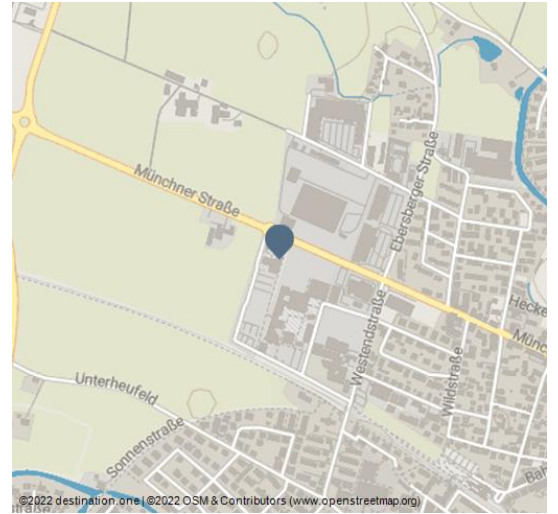 Münchner Straße
Ebersberger Straße
Hecke
Westendstraße
Wildstraße
Münc
Unterheufeld
Sonnenstraße
Bah
straße
©2022 destination.one | ©2022 OSM & Contributors (www.openstreetmap.org)